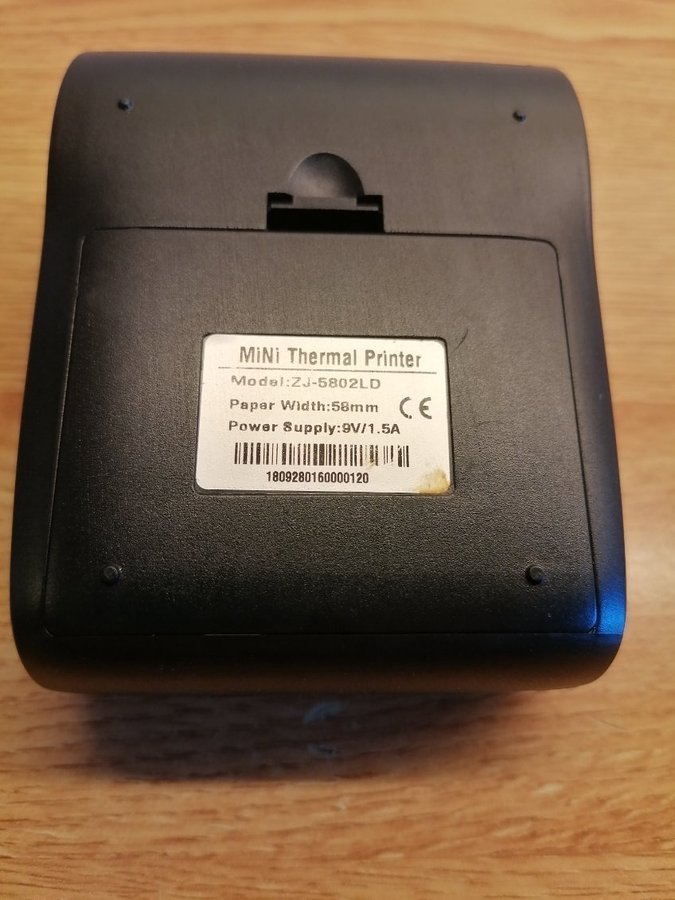 MiNi Thermal Printer
Model:ZJ-5802LD
Paper Width:58mm CE
Power Supply:9V/1.5A
1809280160000120